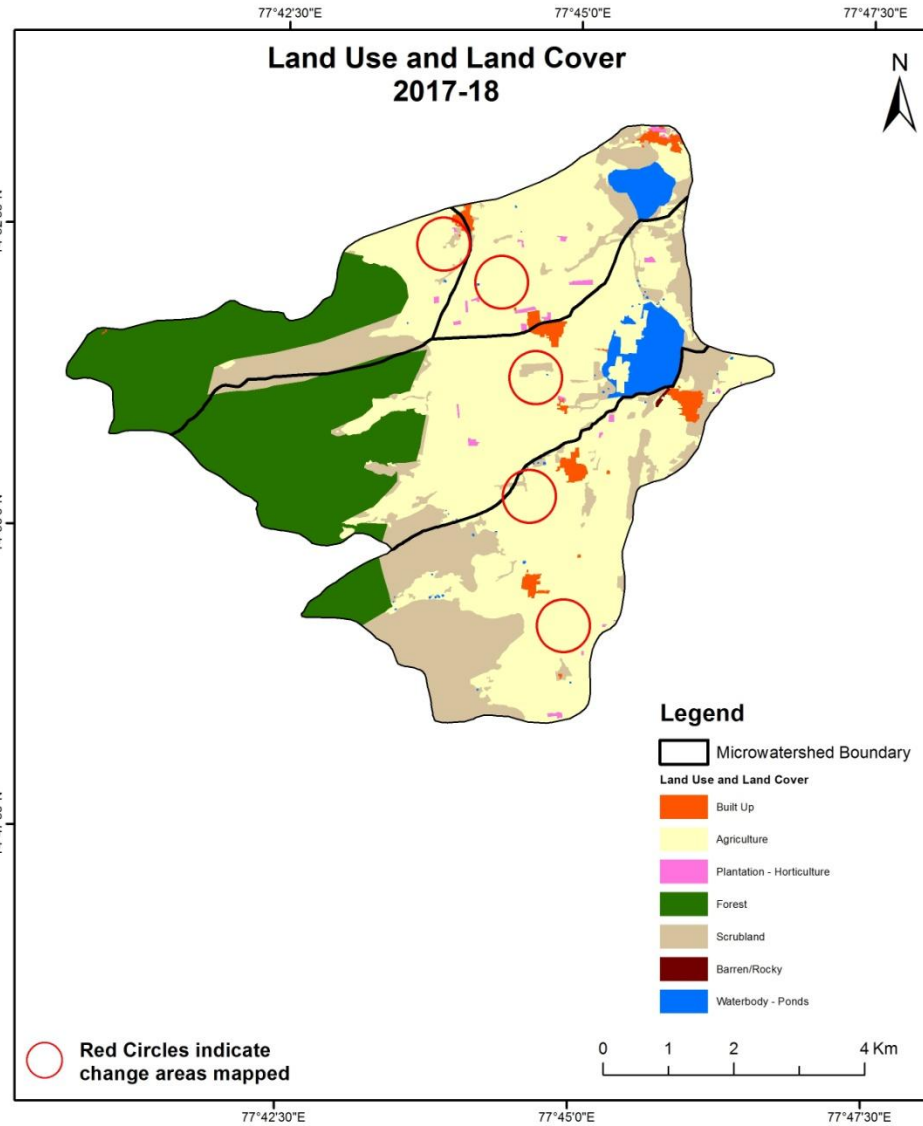 77°42'30"E 77°45'0"E 77°47'30"E
Land Use and Land Cover
2017-18
N
Legend
Microwatershed Boundary
Land Use and Land Cover
Built Up
Agriculture
Plantation - Horticulture
Forest
Scrubland
Barren/Rocky
Waterbody - Ponds
Red Circles indicate
change areas mapped
0 1 2 4 Km
77°42'30"E 77°45'0"E 77°47'30"E